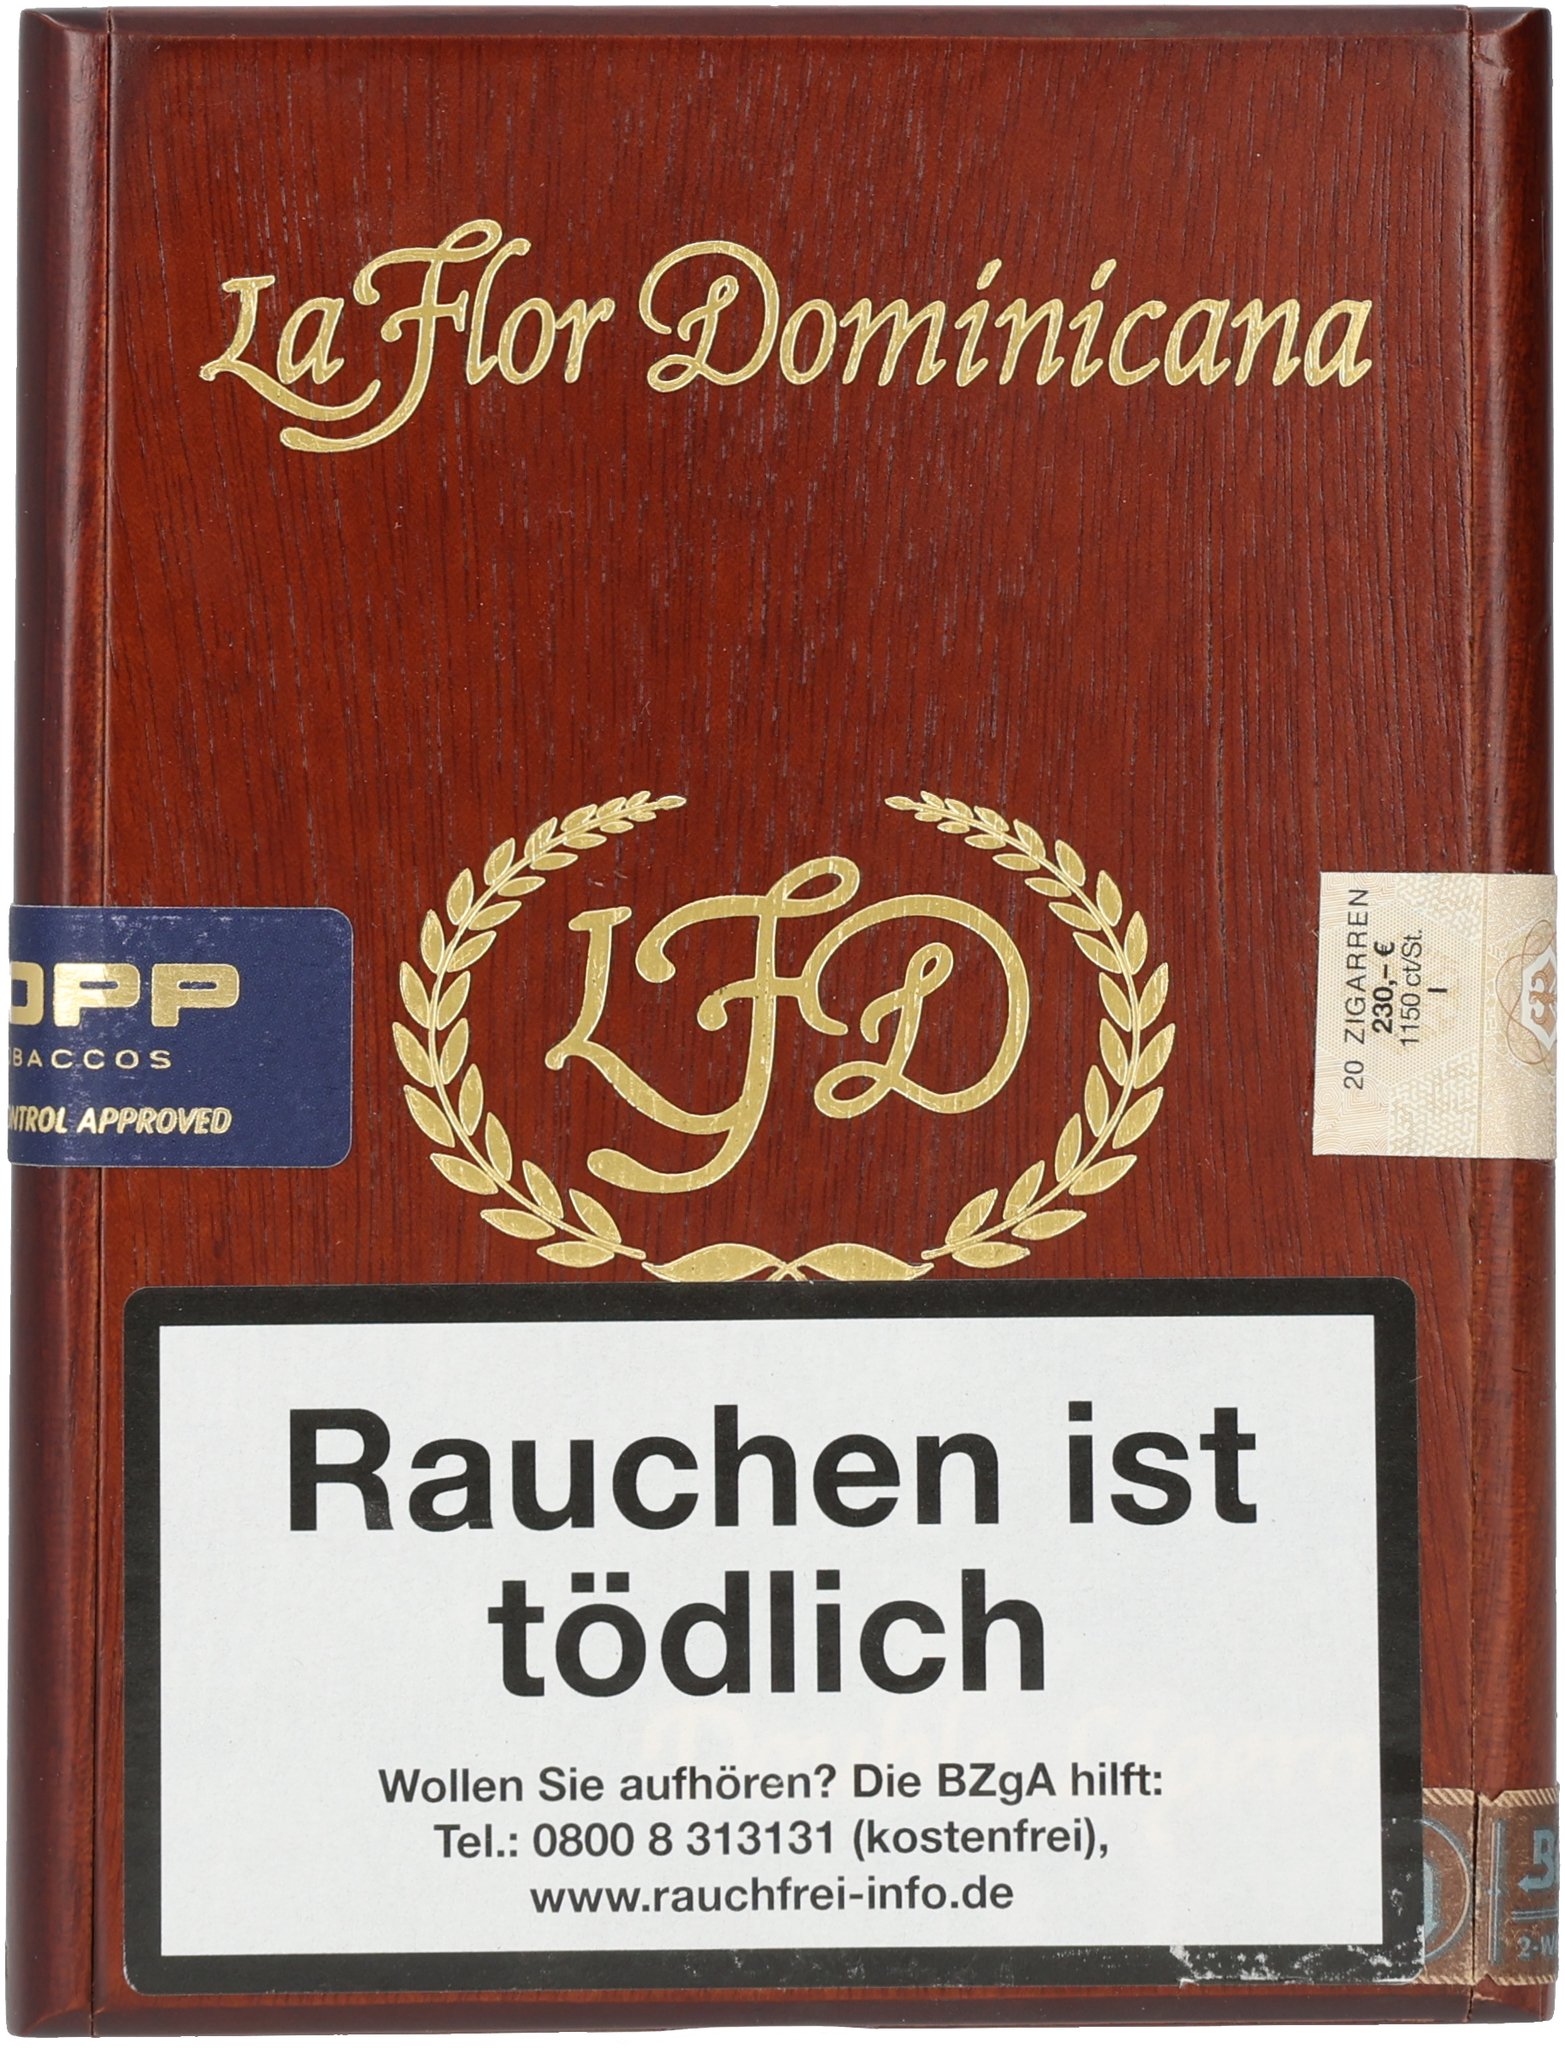 La Flor Dominicana
LFD
OPP
BACCOS
NTROL APPROVED
20 ZIGARREN
230,– €
1150 ct/St.
I
Rauchen ist
tödlich
Wollen Sie aufhören? Die BZgA hilft:
Tel.: 0800 8 313131 (kostenfrei),
www.rauchfrei-info.de